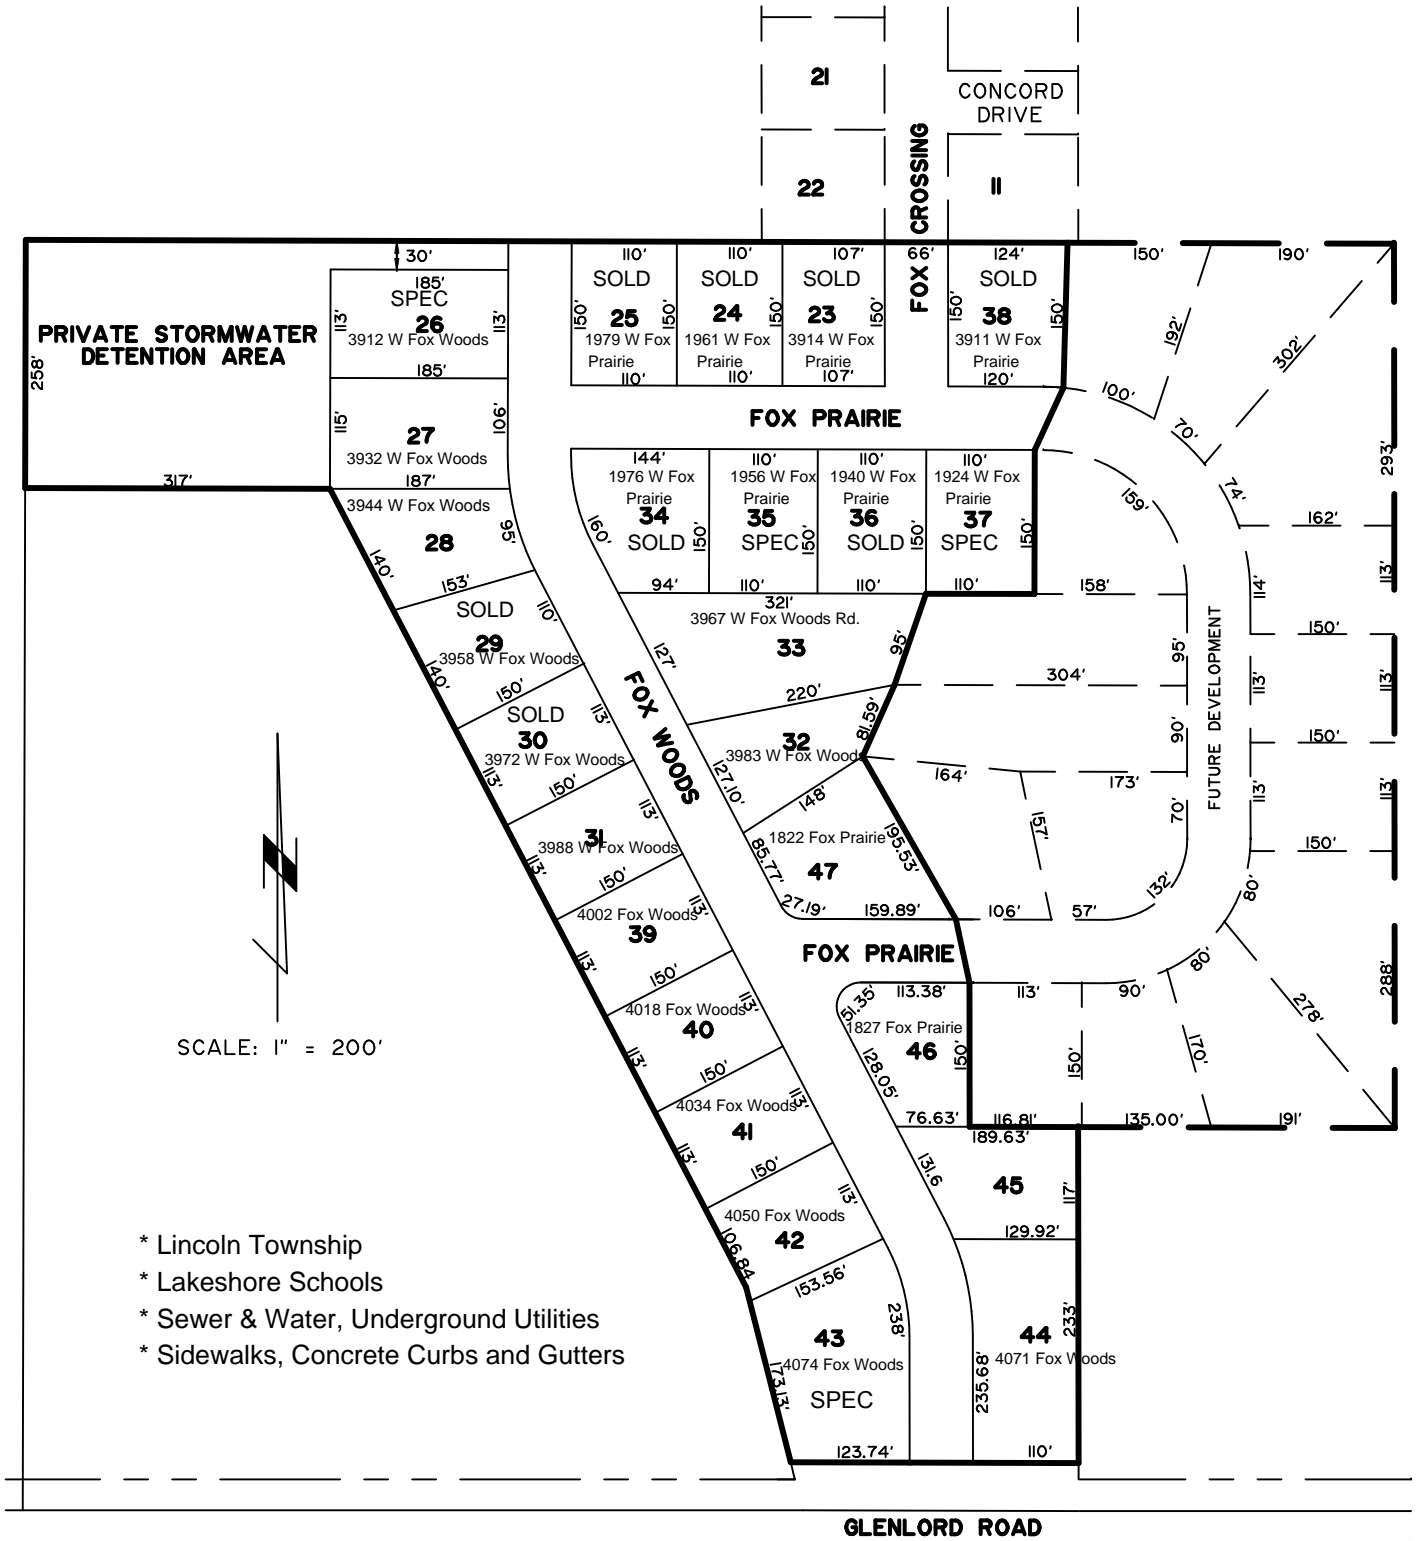 21
CONCORD
DRIVE
22
FOX CROSSING
11
30'
110'
110'
107'
66'
124'
150'
190'
185'
SPEC
26
3912 W Fox Woods
113'
113'
185'
PRIVATE STORMWATER
DETENTION AREA
258'
317'
SOLD
25
1979 W Fox
Prairie
150'
150'
110'
SOLD
24
1961 W Fox
Prairie
150'
110'
SOLD
23
3914 W Fox
Prairie
150'
107'
SOLD
38
3911 W Fox
Prairie
150'
150'
120'
192'
302'
100'
70'
74'
293'
115'
106'
27
3932 W Fox Woods
187'
FOX PRAIRIE
144'
1976 W Fox
Prairie
34
SOLD
150'
94'
160'
110'
1956 W Fox
Prairie
35
SPEC
150'
110'
110'
1940 W Fox
Prairie
36
SOLD
150'
110'
110'
1924 W Fox
Prairie
37
SPEC
150'
110'
159'
162'
3944 W Fox Woods
28
95'
140'
153'
SOLD
29
3958 W Fox Woods
110'
140'
150'
321'
3967 W Fox Woods Rd.
33
95'
127'
220'
158'
95'
304'
FUTURE DEVELOPMENT
114'
113'
150'
113'
113'
150'
113'
113'
150'
SOLD
30
3972 W Fox Woods
113'
113'
150'
FOX WOODS
32
3983 W Fox Woods
81.59'
127.10'
148'
164'
90'
173'
70'
157'
31
3988 W Fox Woods
113'
113'
150'
1822 Fox Prairie
47
195.53'
85.77'
27.19'
159.89'
106'
57'
132'
80'
4002 Fox Woods
39
113'
113'
150'
FOX PRAIRIE
80'
288'
4018 Fox Woods
40
113'
113'
150'
51.35'
113.38'
113'
90'
278'
1827 Fox Prairie
46
150'
128.05'
76.63'
150'
170'
116.81'
135.00'
191'
SCALE: 1" = 200'
4034 Fox Woods
41
113'
113'
150'
189.63'
45
131.6
117'
129.92'
4050 Fox Woods
42
113'
106.84
153.56'
* Lincoln Township
* Lakeshore Schools
* Sewer & Water, Underground Utilities
* Sidewalks, Concrete Curbs and Gutters
43
4074 Fox Woods
SPEC
238'
173.13'
123.74'
44
4071 Fox Woods
233'
235.68'
110'
GLENLORD ROAD